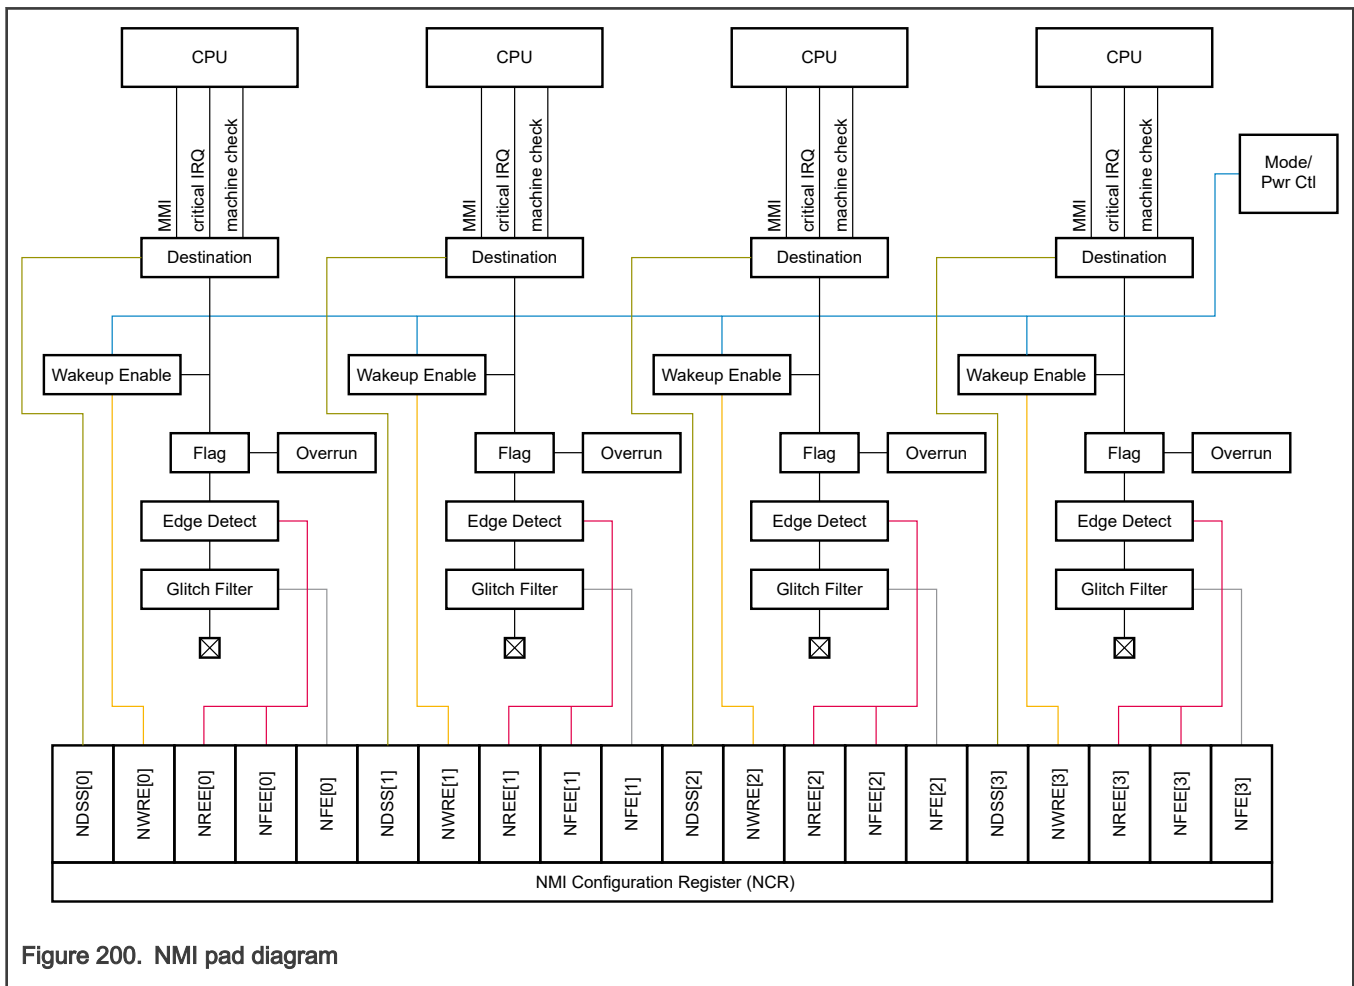 CPU
CPU
CPU
CPU
MMI
critical IRQ
machine check
MMI
critical IRQ
machine check
MMI
critical IRQ
machine check
MMI
critical IRQ
machine check
Mode/
Pwr Ctl
Destination
Destination
Destination
Destination
Wakeup Enable
Wakeup Enable
Wakeup Enable
Wakeup Enable
Flag
Overrun
Flag
Overrun
Flag
Overrun
Flag
Overrun
Edge Detect
Edge Detect
Edge Detect
Edge Detect
Glitch Filter
Glitch Filter
Glitch Filter
Glitch Filter
NDSS[0]
NWRE[0]
NREE[0]
NFEE[0]
NFE[0]
NDSS[1]
NWRE[1]
NREE[1]
NFEE[1]
NFE[1]
NDSS[2]
NWRE[2]
NREE[2]
NFEE[2]
NFE[2]
NDSS[3]
NWRE[3]
NREE[3]
NFEE[3]
NFE[3]
NMI Configuration Register (NCR)
Figure 200. NMI pad diagram